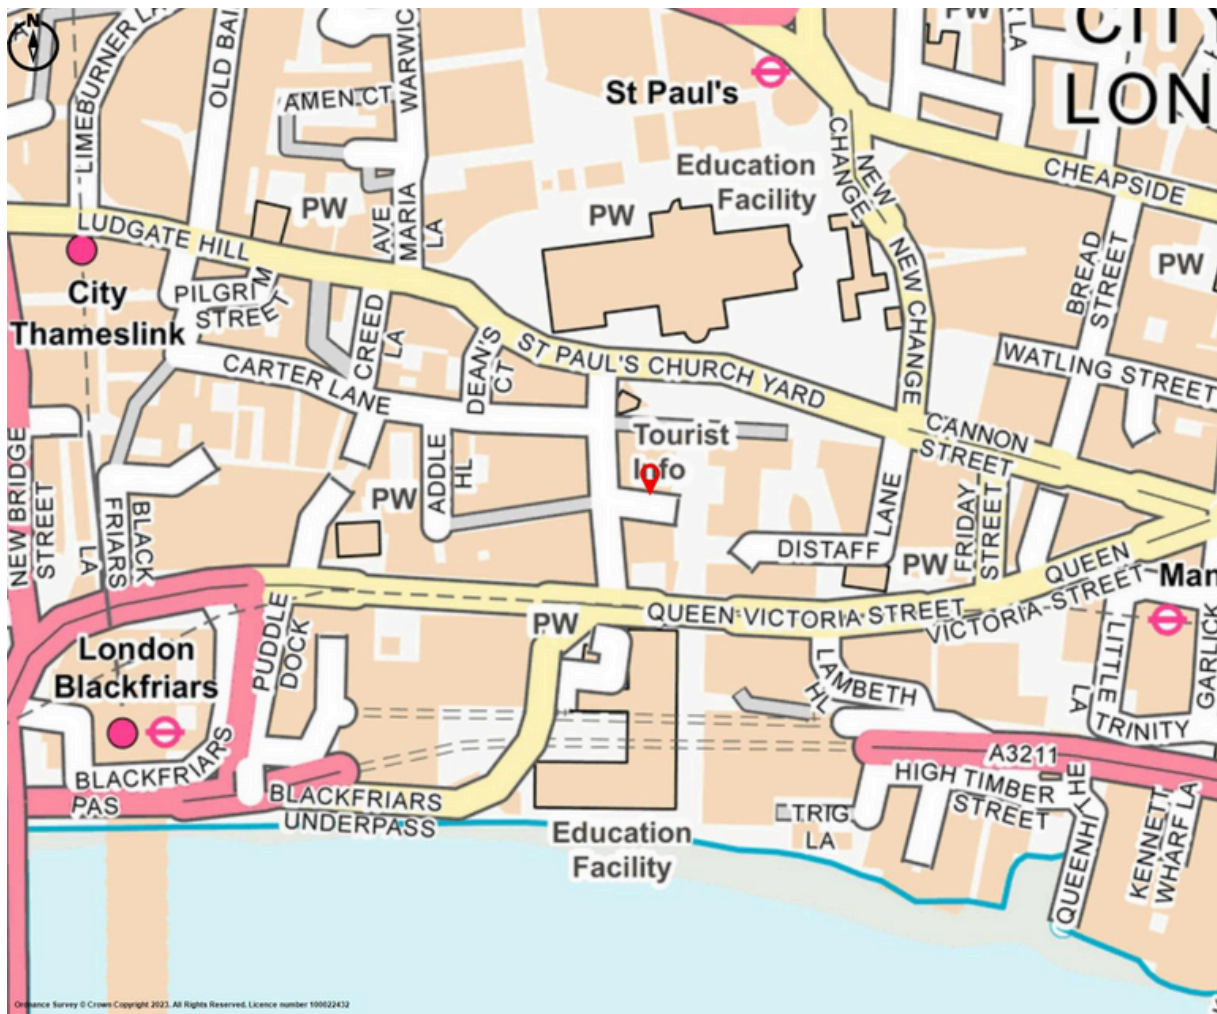 N
LIMEBURNER LA
OLD BAI
WARWIC
PW
LA
CITY
LON
AMEN CT
St Paul's
Education
Facility
NEW
CHANGE
CHEAPSIDE
PW
AVE
MARIA
LA
PW
LUDGATE HILL
NEW CHANGE
BREAD
STREET
PW
City
Thameslink
PILGRIM
STREET
CREED
LA
DEAN'S
CT
ST PAUL'S CHURCH YARD
WATLING STREET
CARTER LANE
CANNON
STREET
Tourist
Info
ADDLE
HL
PW
NEW BRIDGE
STREET
BLACK
FRIARS
LA
DISTAFF
LANE
PW
FRIDAY
STREET
QUEEN
VICTORIA STREET
Man
QUEEN VICTORIA STREET
PW
PUDDLE
DOCK
London
Blackfriars
LAMBETH
HL
LITTLE
TRINITY
LA
GARLICK
A3211
BLACKFRIARS
PAS
BLACKFRIARS
UNDERPASS
HIGH TIMBER
STREET
TRIG
LA
QUEENHYHE
KENNETT
WHARF LA
Education
Facility
Ordnance Survey © Crown Copyright 2023. All Rights Reserved. Licence number 100022432